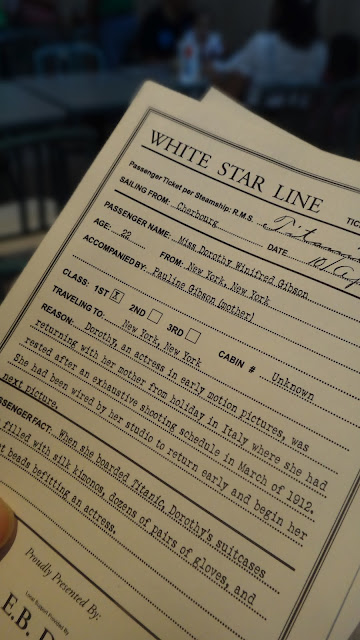 WHITE STAR LINE
Passenger Ticket per Steamship: R.M.S. Titanic
SAILING FROM: Cherbourg DATE 10/Ap
PASSENGER NAME: Miss Dorothy Winifred Gibson
AGE: 22 FROM: New York, New York
ACCOMPANIED BY: Pauline Gibson (mother)
CLASS: 1ST X 2ND 3RD CABIN # Unknown
TRAVELING TO: New York, New York
REASON: Dorothy, an actress in early motion pictures, was
returning with her mother from holiday in Italy where she had
rested after an exhaustive shooting schedule in March of 1912.
She had been wired by her studio to return early and begin her
next picture.
When she boarded Titanic, Dorothy's suitcases
filled with silk kimonos, dozens of pairs of gloves, and
beads befitting an actress.
Proudly Presented By:
E.B.